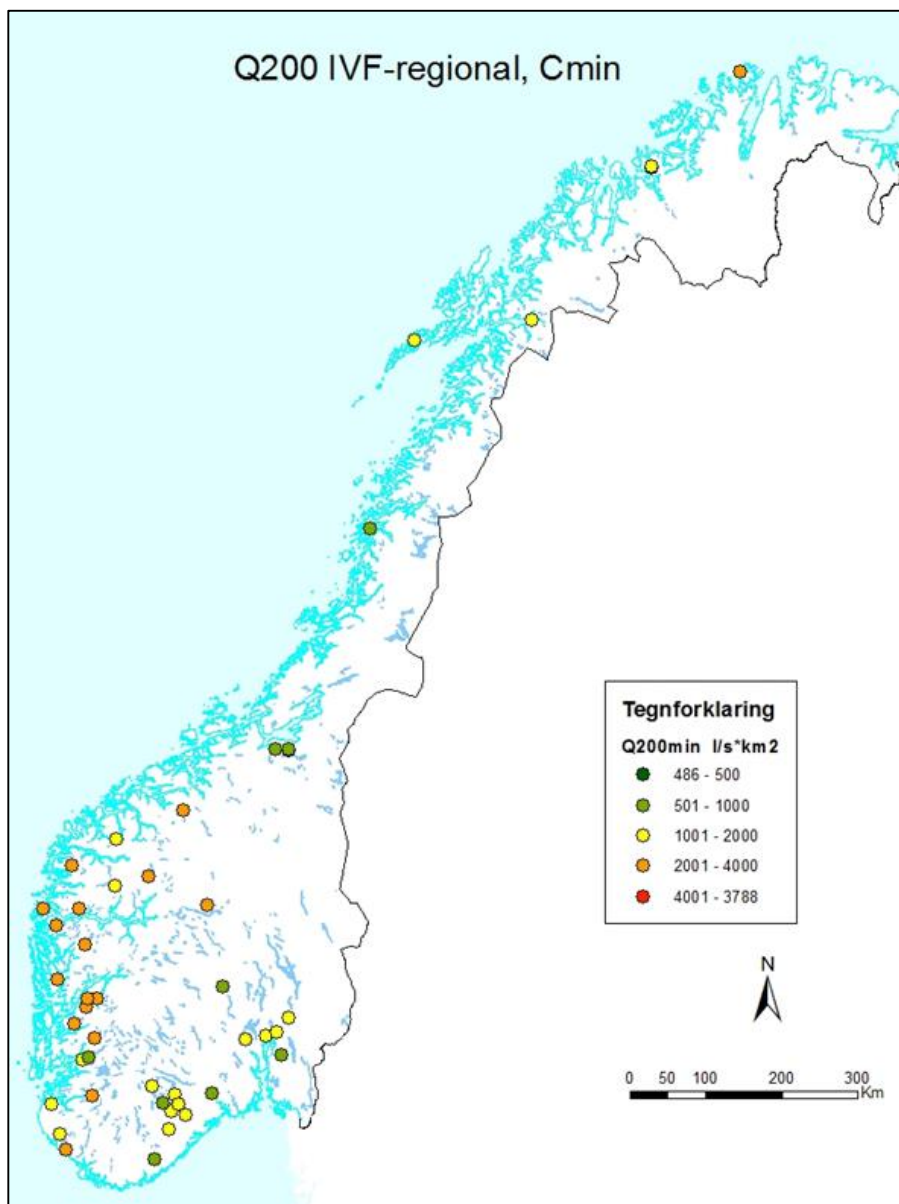 Q200 IVF-regional, Cmin
Tegnforklaring
Q200min l/s*km2
486 - 500
501 - 1000
1001 - 2000
2001 - 4000
4001 - 3788
N
0 50 100 200 300
Km